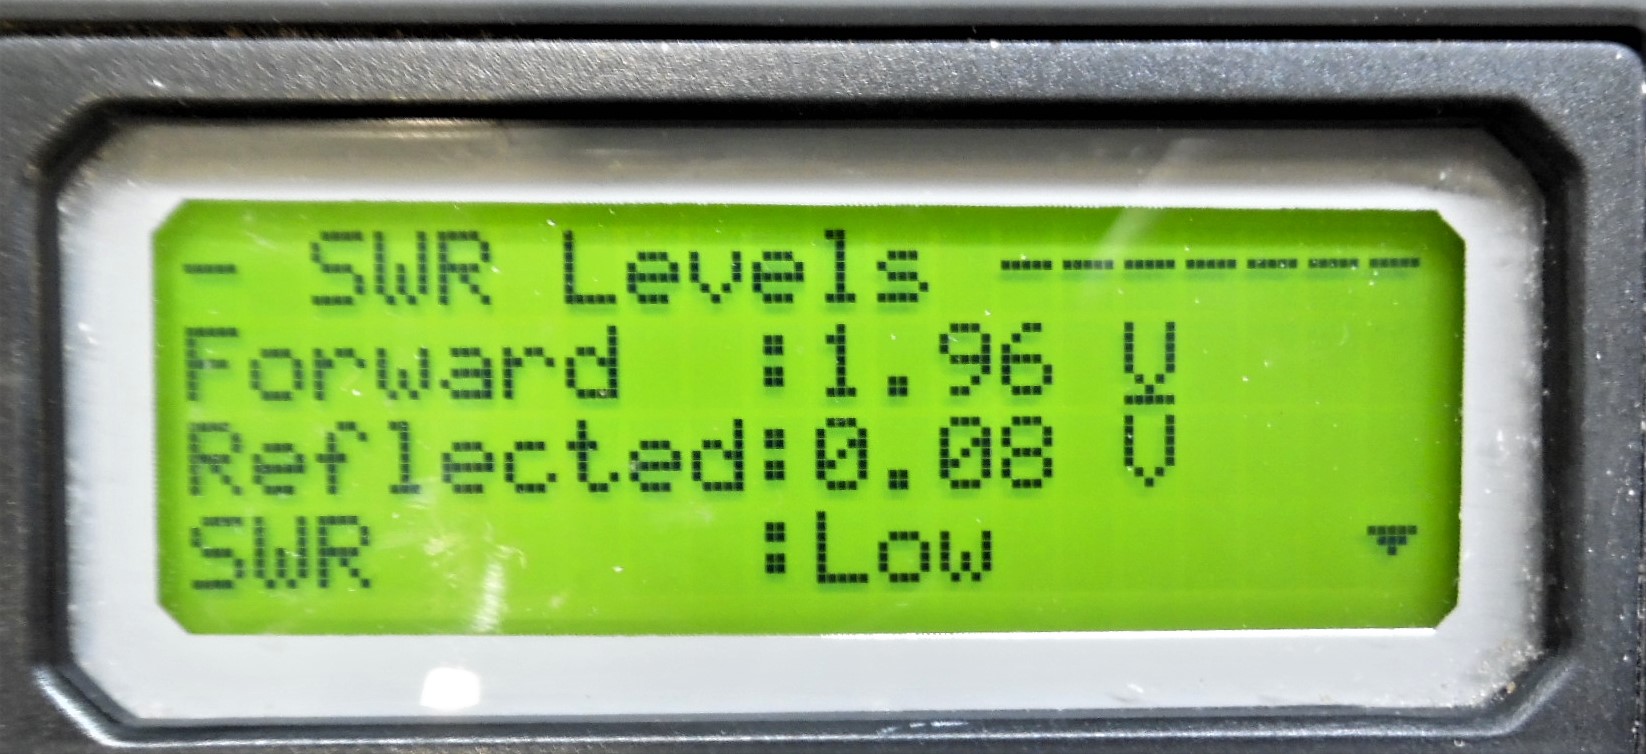 - SWR Levels -------
Forward  :1.96 V
Reflected:0.08 V
SWR      :Low